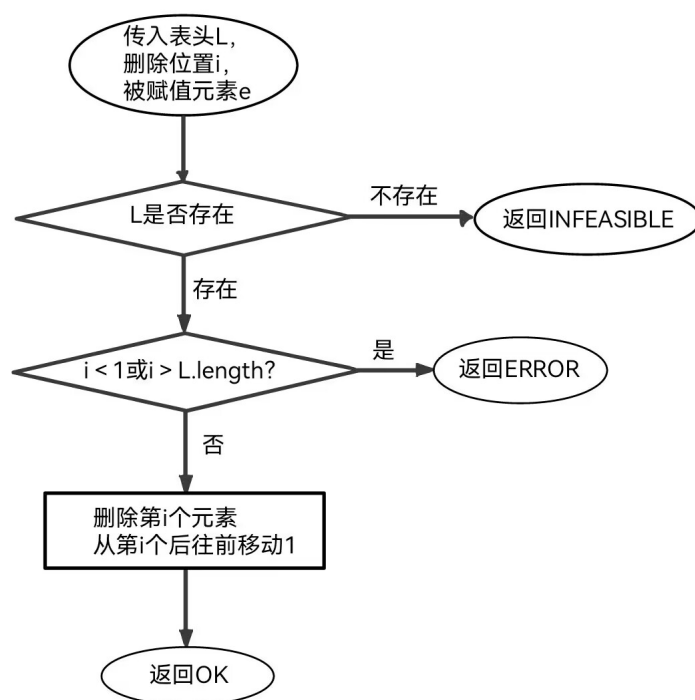 传入表头L,
删除位置i,
被赋值元素e
L是否存在
不存在
返回INFEASIBLE
存在
i < 1或i > L.length?
是
返回ERROR
否
删除第i个元素
从第i个后往前移动1
返回OK